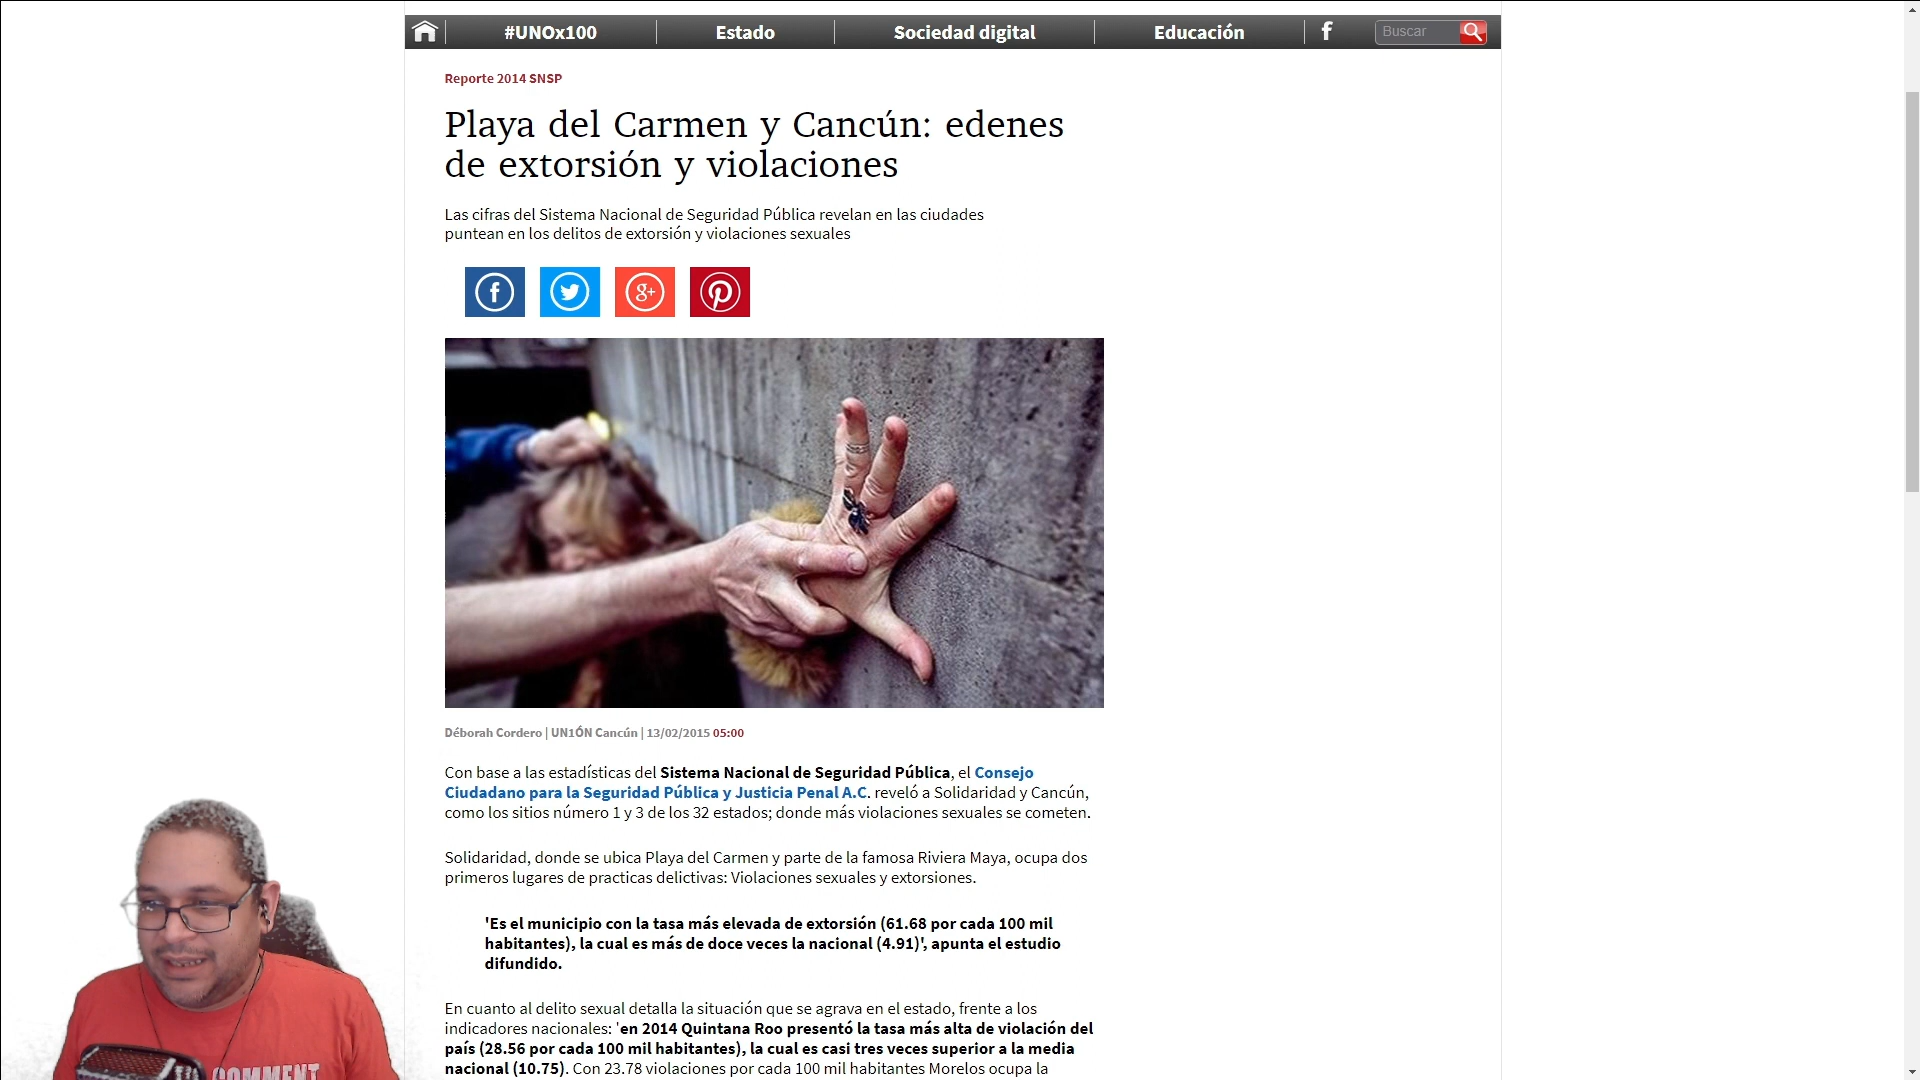 #UNOx100
Estado
Sociedad digital
Educación
Buscar
Reporte 2014 SNSP
Playa del Carmen y Cancún: edenes
de extorsión y violaciones
Las cifras del Sistema Nacional de Seguridad Pública revelan en las ciudades
puntean en los delitos de extorsión y violaciones sexuales
Déborah Cordero | UN1ÓN Cancún | 13/02/2015 05:00
Con base a las estadísticas del Sistema Nacional de Seguridad Pública, el Consejo
Ciudadano para la Seguridad Pública y Justicia Penal A.C. reveló a Solidaridad y Cancún,
como los sitios número 1 y 3 de los 32 estados; donde más violaciones sexuales se cometen.
Solidaridad, donde se ubica Playa del Carmen y parte de la famosa Riviera Maya, ocupa dos
primeros lugares de practicas delictivas: Violaciones sexuales y extorsiones.
'Es el municipio con la tasa más elevada de extorsión (61.68 por cada 100 mil
habitantes), la cual es más de doce veces la nacional (4.91)', apunta el estudio
difundido.
En cuanto al delito sexual detalla la situación que se agrava en el estado, frente a los
indicadores nacionales: 'en 2014 Quintana Roo presentó la tasa más alta de violación del
país (28.56 por cada 100 mil habitantes), la cual es casi tres veces superior a la media
nacional (10.75). Con 23.78 violaciones por cada 100 mil habitantes Morelos ocupa la
COMMENT